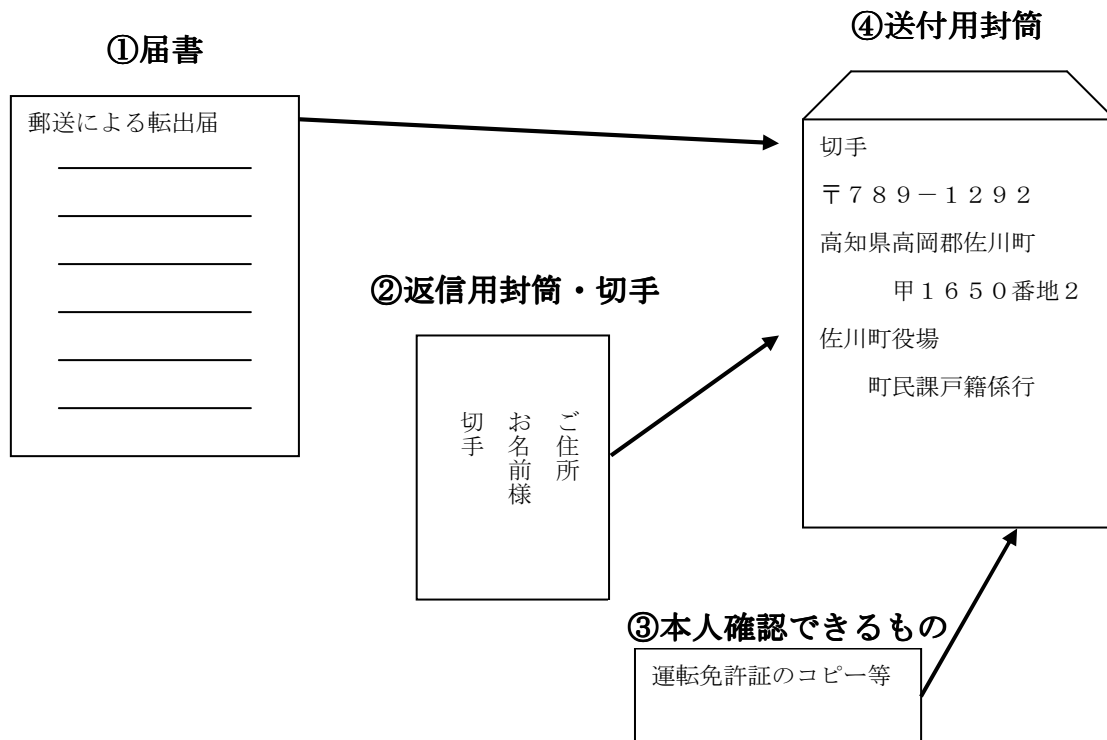 ①届書
郵送による転出届
②返信用封筒・切手
ご住所
お名前様
切手
③本人確認できるもの
運転免許証のコピー等
④送付用封筒
切手
〒７８９－１２９２
高知県高岡郡佐川町
甲１６５０番地２
佐川町役場
町民課戸籍係行